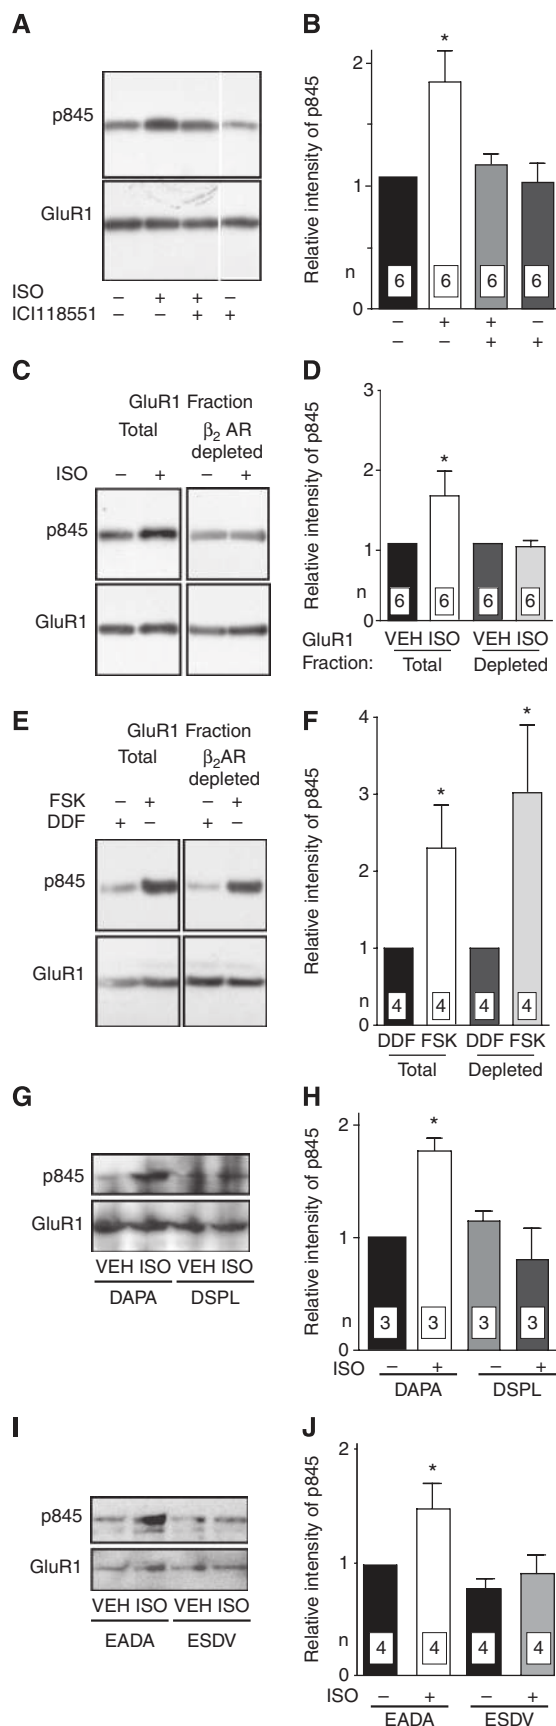 A
p845
GluR1
ISO – + + –
ICI118551 – – + +
B
Relative intensity of p845
2
1
0
*
n 6 6 6 6
– + + –
– – + +
C
GluR1 Fraction
Total β2 AR depleted
ISO – + – +
p845
GluR1
D
Relative intensity of p845
3
2
1
0
*
n 6 6 6 6
GluR1 VEH ISO VEH ISO
Fraction: Total Depleted
E
GluR1 Fraction
Total β2AR depleted
FSK – + – +
DDF + – + –
p845
GluR1
F
Relative intensity of p845
4
3
2
1
0
* *
n 4 4 4 4
DDF FSK DDF FSK
Total Depleted
G
p845
GluR1
VEH ISO VEH ISO
DAPA DSPL
H
Relative intensity of p845
2
1
0
*
n 3 3 3 3
ISO – + – +
DAPA DSPL
I
p845
GluR1
VEH ISO VEH ISO
EADA ESDV
J
Relative intensity of p845
2
1
0
*
n 4 4 4 4
ISO – + – +
EADA ESDV